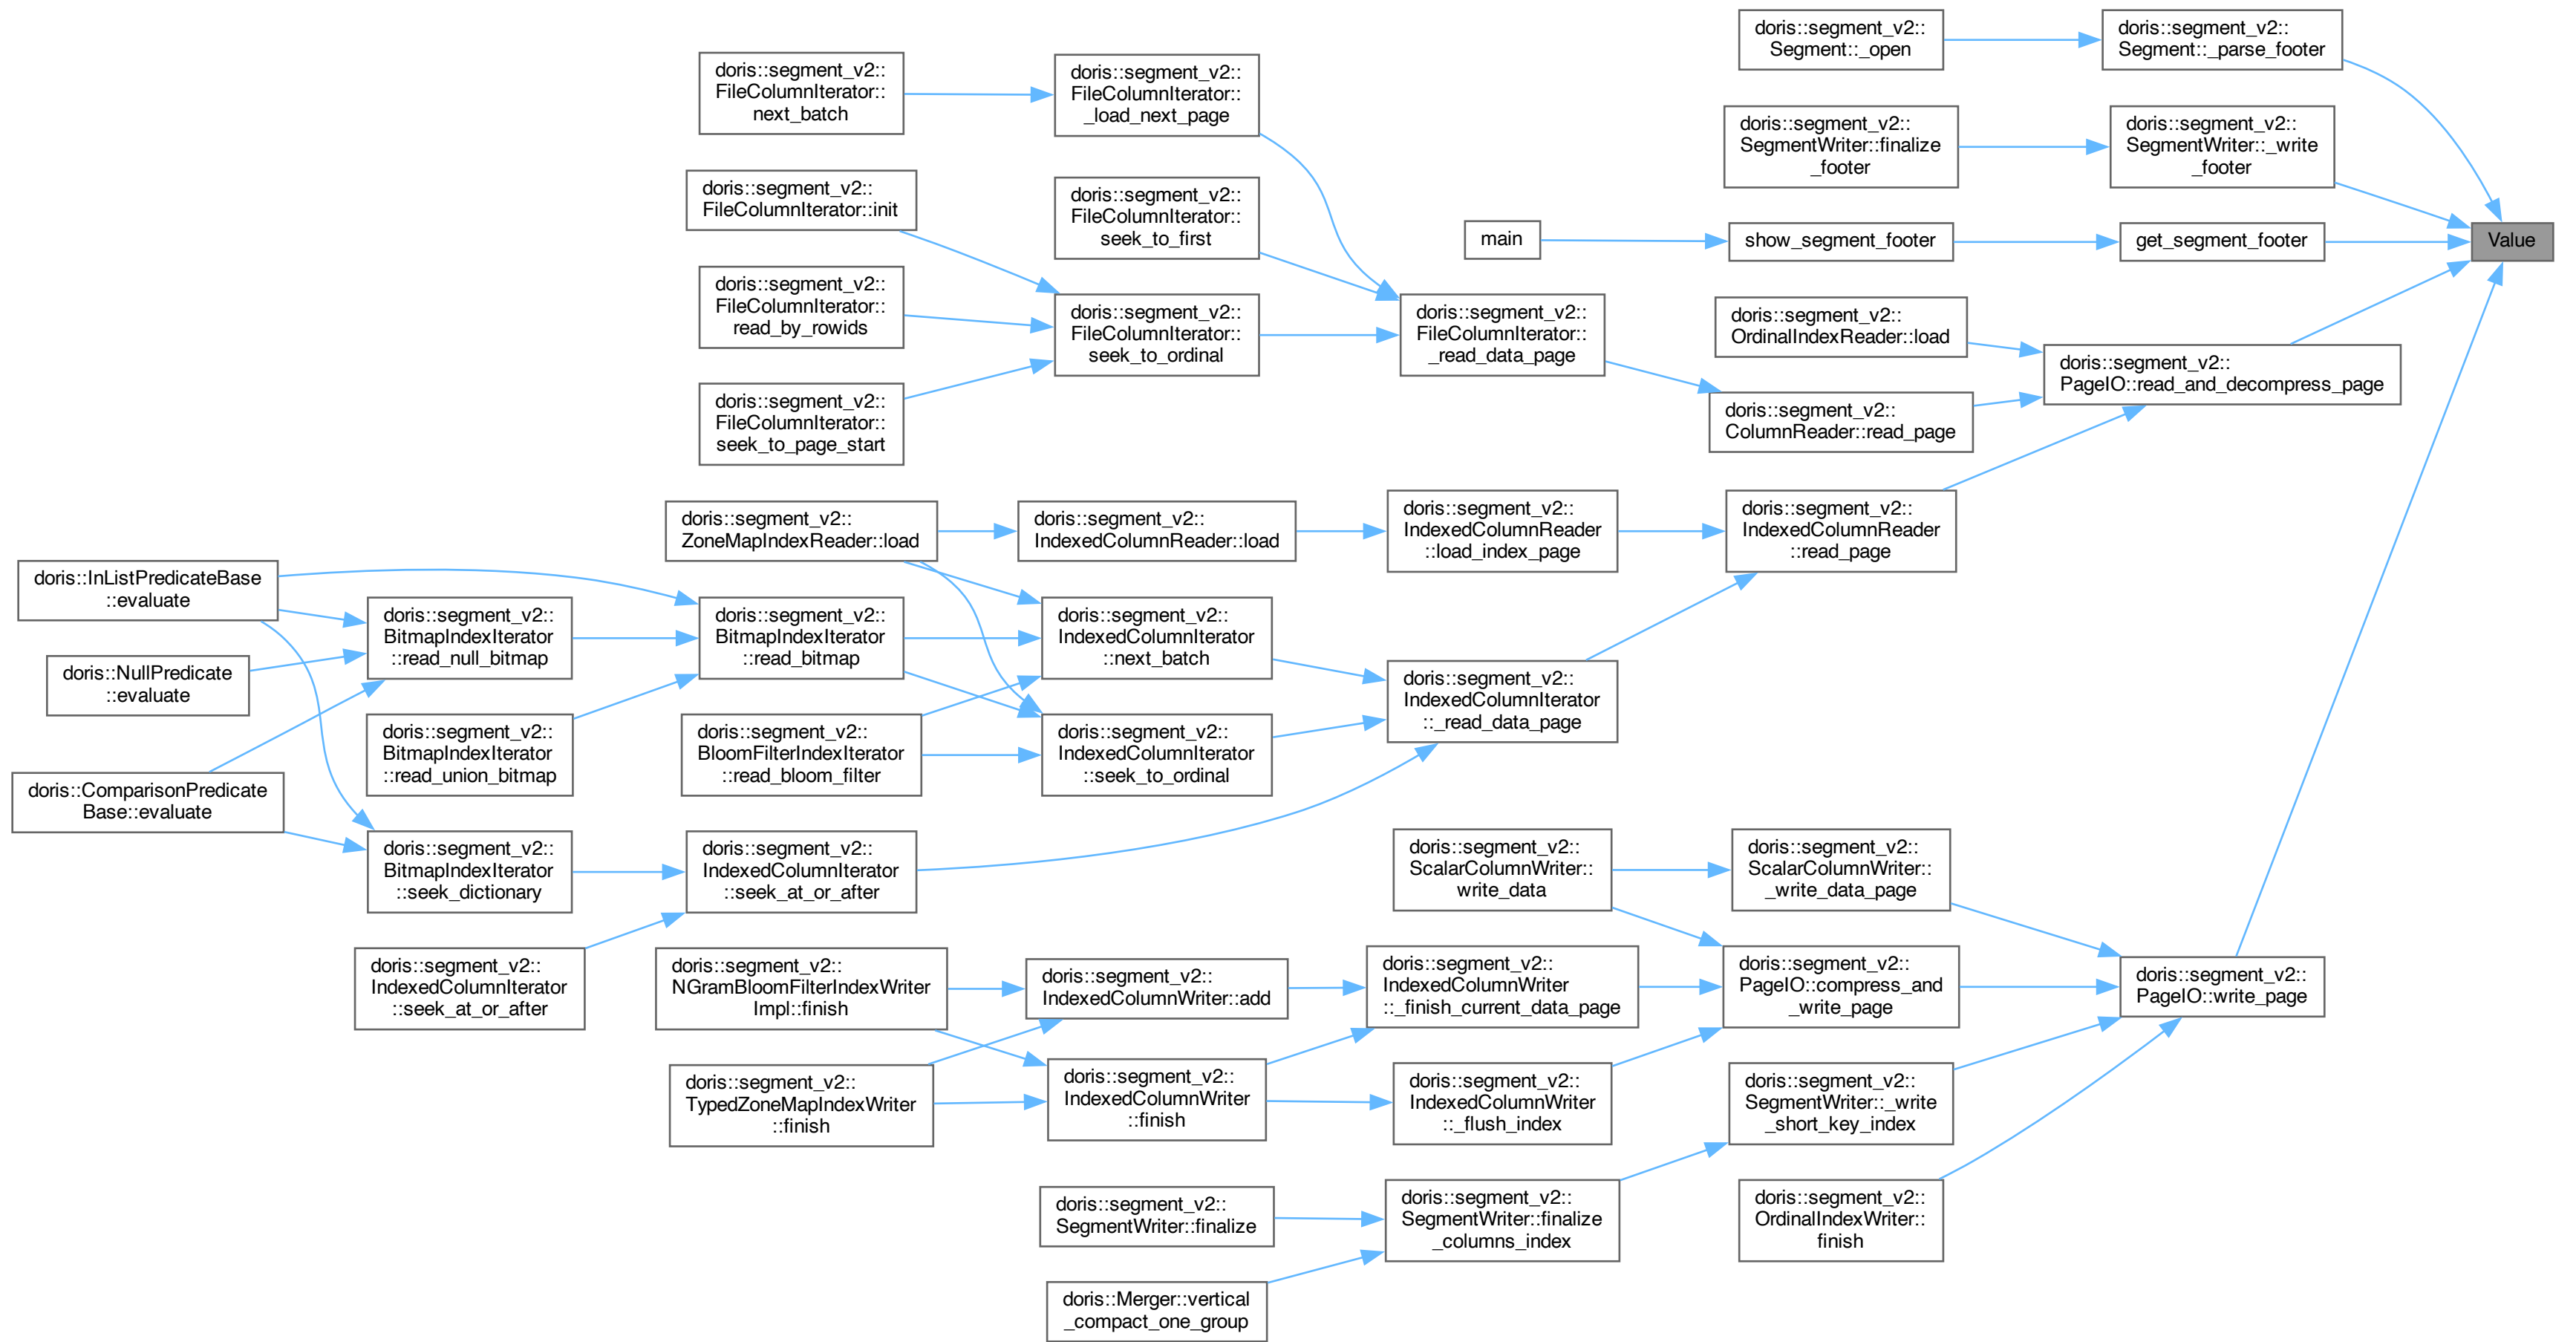 doris::segment_v2::
Segment::_open
doris::segment_v2::
Segment::_parse_footer
doris::segment_v2::
FileColumnIterator::
next_batch
doris::segment_v2::
FileColumnIterator::
_load_next_page
doris::segment_v2::
SegmentWriter::finalize
_footer
doris::segment_v2::
SegmentWriter::_write
_footer
doris::segment_v2::
FileColumnIterator::init
doris::segment_v2::
FileColumnIterator::
seek_to_first
main
show_segment_footer
get_segment_footer
Value
doris::segment_v2::
FileColumnIterator::
read_by_rowids
doris::segment_v2::
FileColumnIterator::
seek_to_ordinal
doris::segment_v2::
FileColumnIterator::
_read_data_page
doris::segment_v2::
OrdinalIndexReader::load
doris::segment_v2::
PageIO::read_and_decompress_page
doris::segment_v2::
FileColumnIterator::
seek_to_page_start
doris::segment_v2::
ColumnReader::read_page
doris::segment_v2::
ZoneMapIndexReader::load
doris::segment_v2::
IndexedColumnReader::load
doris::segment_v2::
IndexedColumnReader
::load_index_page
doris::segment_v2::
IndexedColumnReader
::read_page
doris::InListPredicateBase
::evaluate
doris::segment_v2::
BitmapIndexIterator
::read_null_bitmap
doris::segment_v2::
BitmapIndexIterator
::read_bitmap
doris::segment_v2::
IndexedColumnIterator
::next_batch
doris::NullPredicate
::evaluate
doris::segment_v2::
IndexedColumnIterator
::_read_data_page
doris::segment_v2::
BitmapIndexIterator
::read_union_bitmap
doris::segment_v2::
BloomFilterIndexIterator
::read_bloom_filter
doris::segment_v2::
IndexedColumnIterator
::seek_to_ordinal
doris::ComparisonPredicate
Base::evaluate
doris::segment_v2::
BitmapIndexIterator
::seek_dictionary
doris::segment_v2::
IndexedColumnIterator
::seek_at_or_after
doris::segment_v2::
ScalarColumnWriter::
write_data
doris::segment_v2::
ScalarColumnWriter::
_write_data_page
doris::segment_v2::
IndexedColumnIterator
::seek_at_or_after
doris::segment_v2::
NGramBloomFilterIndexWriter
Impl::finish
doris::segment_v2::
IndexedColumnWriter::add
doris::segment_v2::
IndexedColumnWriter
::_finish_current_data_page
doris::segment_v2::
PageIO::compress_and
_write_page
doris::segment_v2::
PageIO::write_page
doris::segment_v2::
TypedZoneMapIndexWriter
::finish
doris::segment_v2::
IndexedColumnWriter
::finish
doris::segment_v2::
IndexedColumnWriter
::_flush_index
doris::segment_v2::
SegmentWriter::_write
_short_key_index
doris::segment_v2::
SegmentWriter::finalize
doris::segment_v2::
SegmentWriter::finalize
_columns_index
doris::segment_v2::
OrdinalIndexWriter::
finish
doris::Merger::vertical
_compact_one_group